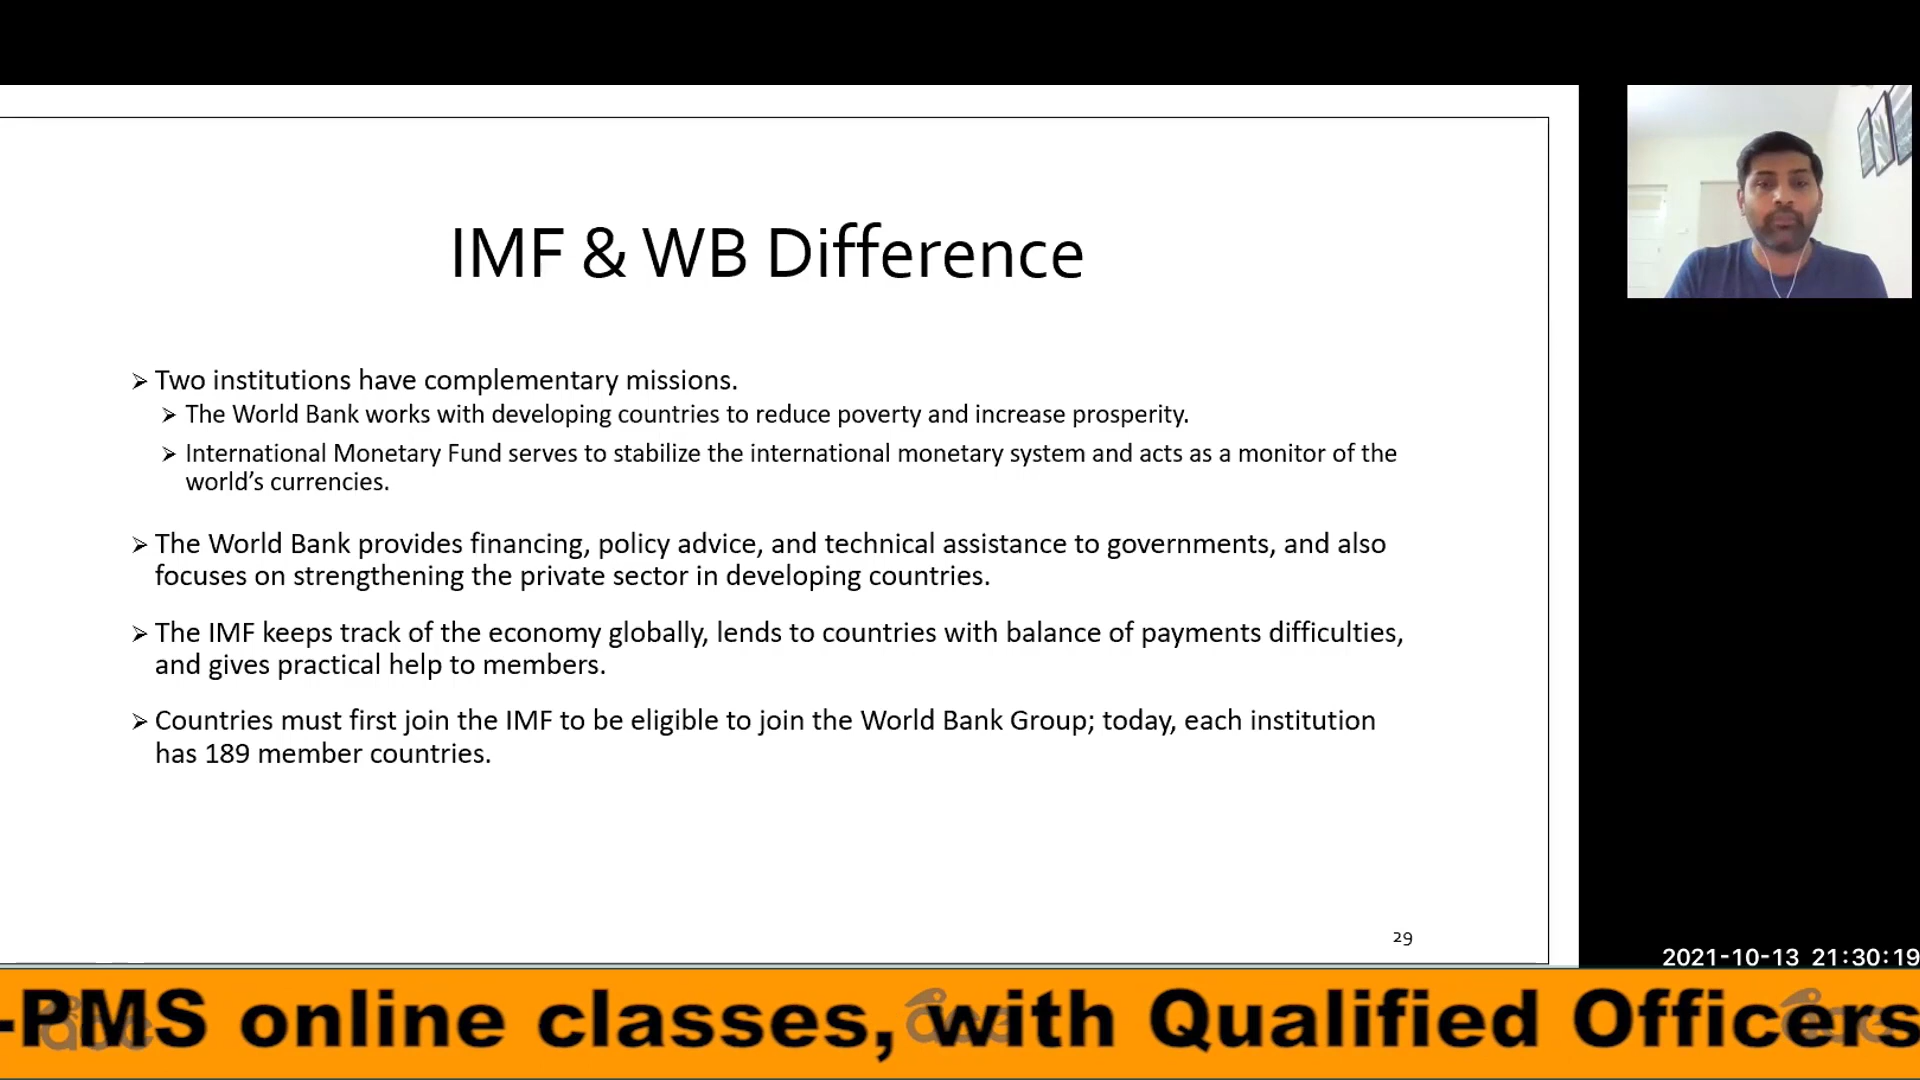 IMF & WB Difference
➢ Two institutions have complementary missions.
➢ The World Bank works with developing countries to reduce poverty and increase prosperity.
➢ International Monetary Fund serves to stabilize the international monetary system and acts as a monitor of the
world’s currencies.
➢ The World Bank provides financing, policy advice, and technical assistance to governments, and also
focuses on strengthening the private sector in developing countries.
➢ The IMF keeps track of the economy globally, lends to countries with balance of payments difficulties,
and gives practical help to members.
➢ Countries must first join the IMF to be eligible to join the World Bank Group; today, each institution
has 189 member countries.
29
2021-10-13 21:30:19
-PMS online classes, with Qualified Officers